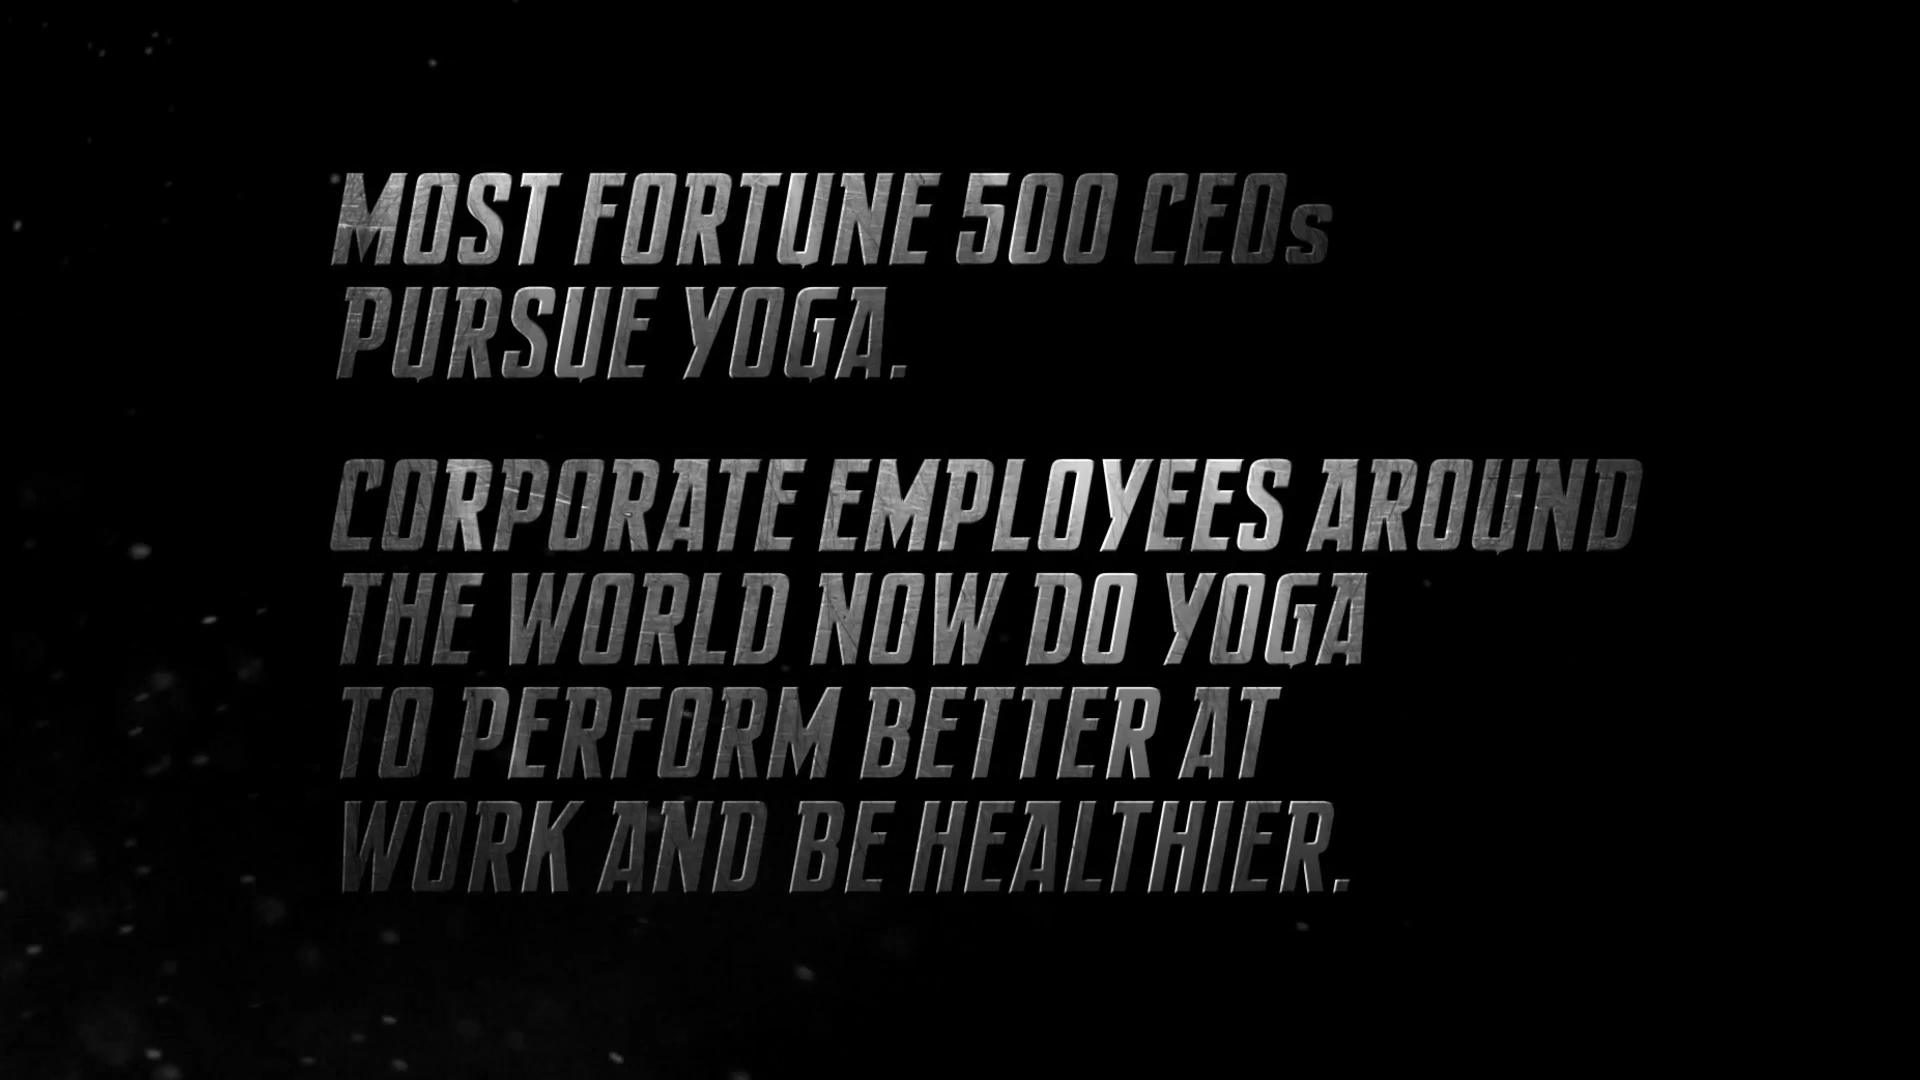 MOST FORTUNE 500 CEOs
PURSUE YOGA.
CORPORATE EMPLOYEES AROUND
THE WORLD NOW DO YOGA
TO PERFORM BETTER AT
WORK AND BE HEALTHIER.